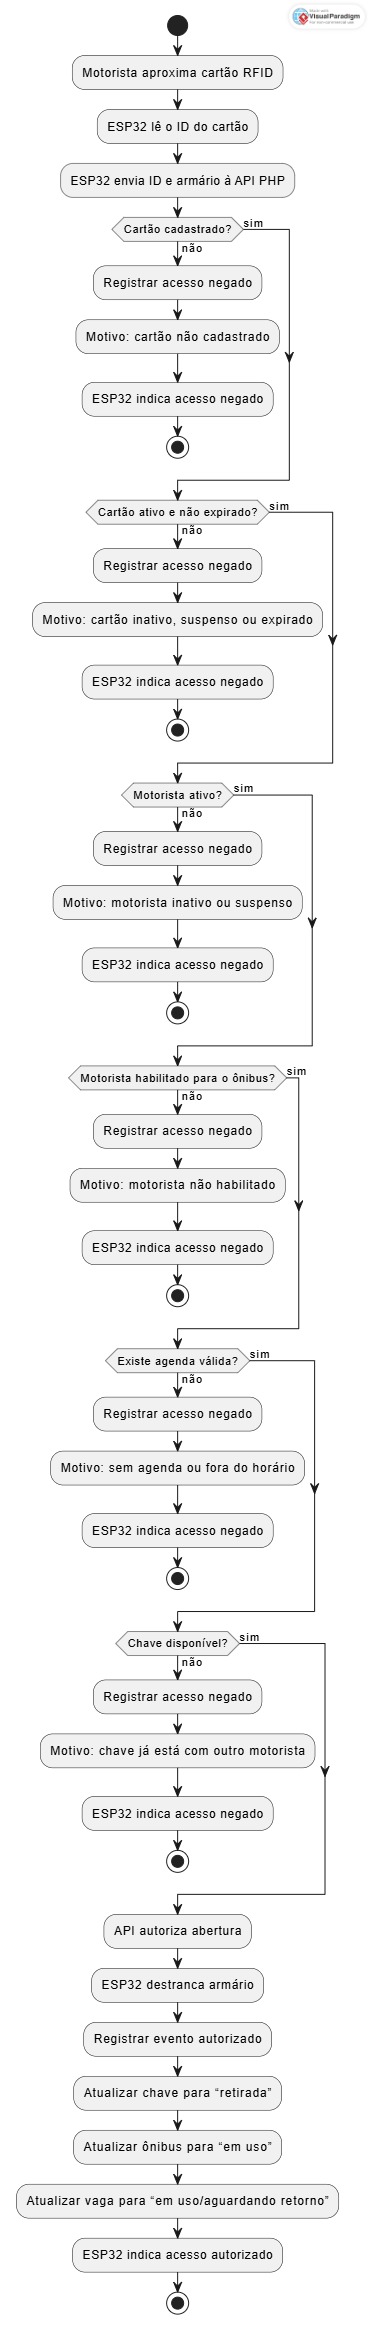 VisualParadigm
Motorista aproxima cartão RFID
ESP32 lê o ID do cartão
ESP32 envia ID e armário à API PHP
Cartão cadastrado?
sim
não
Registrar acesso negado
Motivo: cartão não cadastrado
ESP32 indica acesso negado
Cartão ativo e não expirado?
sim
não
Registrar acesso negado
Motivo: cartão inativo, suspenso ou expirado
ESP32 indica acesso negado
Motorista ativo?
sim
não
Registrar acesso negado
Motivo: motorista inativo ou suspenso
ESP32 indica acesso negado
Motorista habilitado para o ônibus?
sim
não
Registrar acesso negado
Motivo: motorista não habilitado
ESP32 indica acesso negado
Existe agenda válida?
sim
não
Registrar acesso negado
Motivo: sem agenda ou fora do horário
ESP32 indica acesso negado
Chave disponível?
sim
não
Registrar acesso negado
Motivo: chave já está com outro motorista
ESP32 indica acesso negado
API autoriza abertura
ESP32 destranca armário
Registrar evento autorizado
Atualizar chave para “retirada”
Atualizar ônibus para “em uso”
Atualizar vaga para “em uso/aguardando retorno”
ESP32 indica acesso autorizado